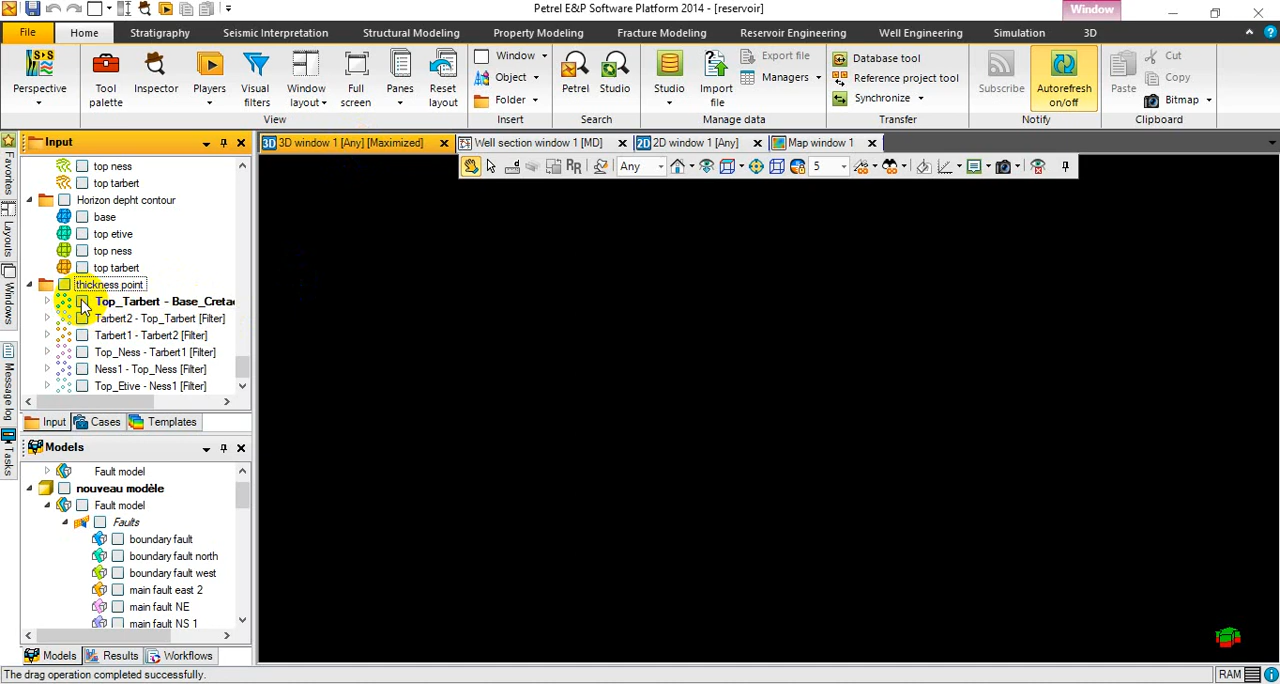 Petrel E&P Software Platform 2014 - [reservoir]
Window
File
Home
Stratigraphy
Seismic Interpretation
Structural Modeling
Property Modeling
Fracture Modeling
Reservoir Engineering
Well Engineering
Simulation
3D
Perspective
Tool palette
Inspector
Players
Visual filters
Window layout
Full screen
Panes
Reset layout
Window
Object
Folder
Petrel
Studio
Studio
Import file
Export file
Managers
Database tool
Reference project tool
Synchronize
Subscribe
Autorefresh on/off
Paste
Cut
Copy
Bitmap
View
Insert
Search
Manage data
Transfer
Notify
Clipboard
Favorites
Layouts
Windows
Message log
Tasks
Input
3D window 1 [Any] [Maximized]
Well section window 1 [MD]
2D window 1 [Any]
Map window 1
Any
5
top ness
top tarbert
Horizon depht contour
base
top etive
top ness
top tarbert
thickness point
Top_Tarbert - Base_Cretac
Tarbert2 - Top_Tarbert [Filter]
Tarbert1 - Tarbert2 [Filter]
Top_Ness - Tarbert1 [Filter]
Ness1 - Top_Ness [Filter]
Top_Etive - Ness1 [Filter]
Input
Cases
Templates
Models
Fault model
nouveau modèle
Fault model
Faults
boundary fault
boundary fault north
boundary fault west
main fault east 2
main fault NE
main fault NS 1
Models
Results
Workflows
The drag operation completed successfully.
RAM